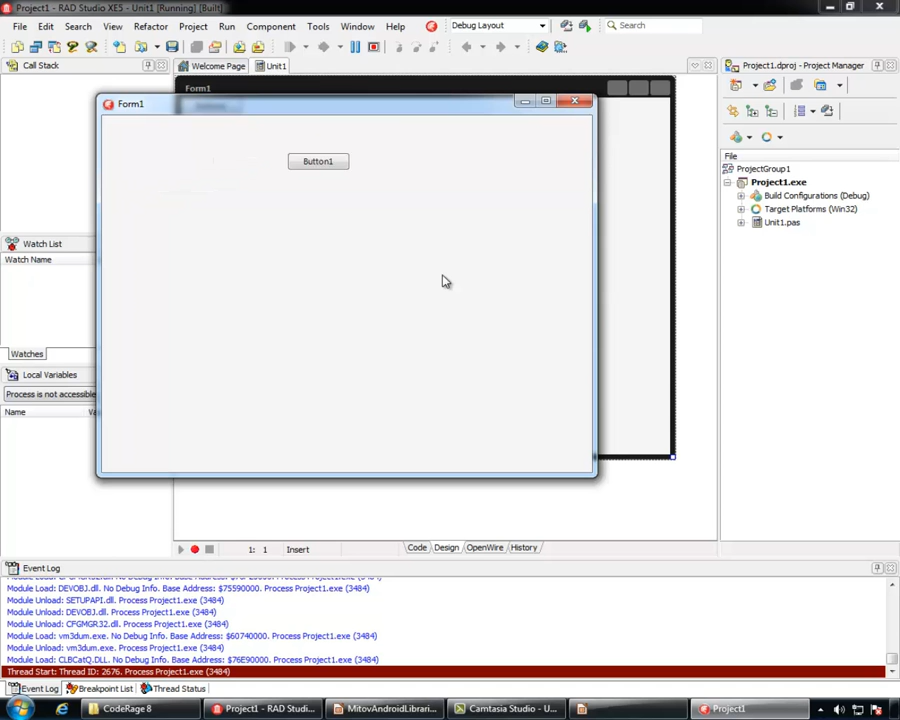 Project1 - RAD Studio XE5 - Unit1 [Running] [Built]
File Edit Search View Refactor Project Run Component Tools Window Help Debug Layout Search
Call Stack
Welcome Page Unit1
Project1.dproj - Project Manager
Form1
Form1
Button1
File
ProjectGroup1
Project1.exe
Build Configurations (Debug)
Target Platforms (Win32)
Unit1.pas
Watch List
Watch Name
Watches
Local Variables
Process is not accessible
Name
1: 1 Insert Code Design OpenWire History
Event Log
Module Load: DEVOBJ.dll. No Debug Info. Base Address: $75590000. Process Project1.exe (3484)
Module Unload: SETUPAPI.dll. Process Project1.exe (3484)
Module Unload: DEVOBJ.dll. Process Project1.exe (3484)
Module Unload: CFGMGR32.dll. Process Project1.exe (3484)
Module Load: vm3dum.exe. No Debug Info. Base Address: $60740000. Process Project1.exe (3484)
Module Unload: vm3dum.exe. Process Project1.exe (3484)
Module Load: CLBCatQ.DLL. No Debug Info. Base Address: $76E90000. Process Project1.exe (3484)
Thread Start: Thread ID: 2676. Process Project1.exe (3484)
Event Log Breakpoint List Thread Status
CodeRage 8 Project1 - RAD Studi... MitovAndroidLibrari... Camtasia Studio - U... Project1